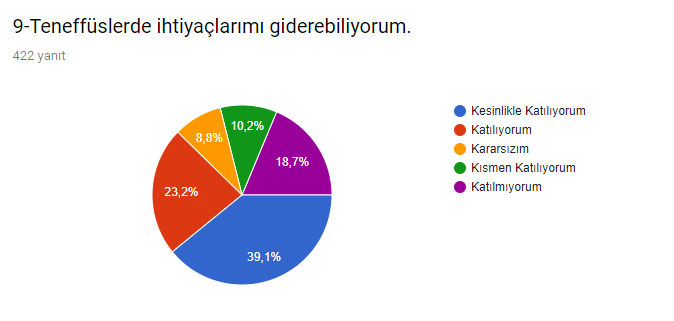 9-Teneffüslerde ihtiyaçlarımı giderebiliyorum.
422 yanıt
Kesinlikle Katılıyorum
Katılıyorum
Kararsızım
Kısmen Katılıyorum
Katılmıyorum
10,2%
8,8%
18,7%
23,2%
39,1%